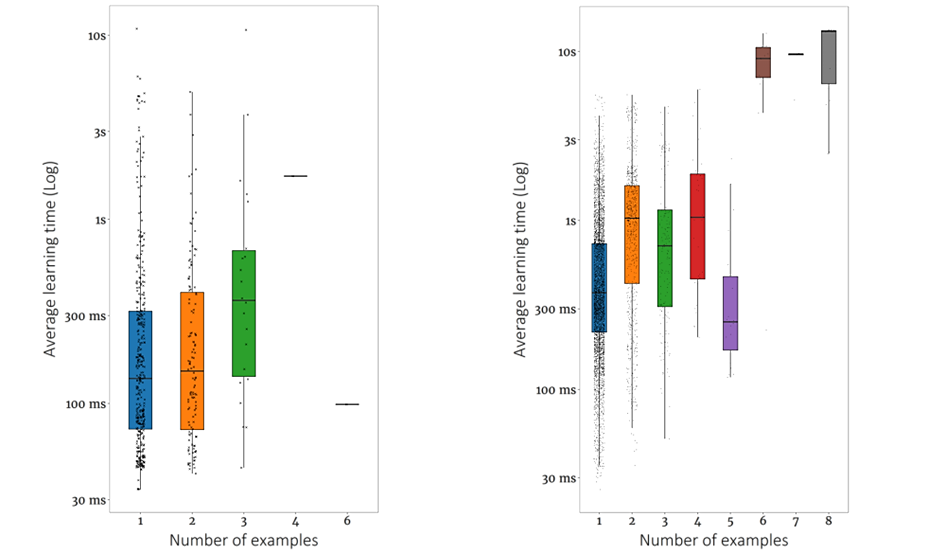 10s
3s
1s
300 ms
100 ms
30 ms
Average learning time (Log)
1 2 3 4 6
Number of examples
10s
3s
1s
300 ms
100 ms
30 ms
Average learning time (Log)
1 2 3 4 5 6 7 8
Number of examples